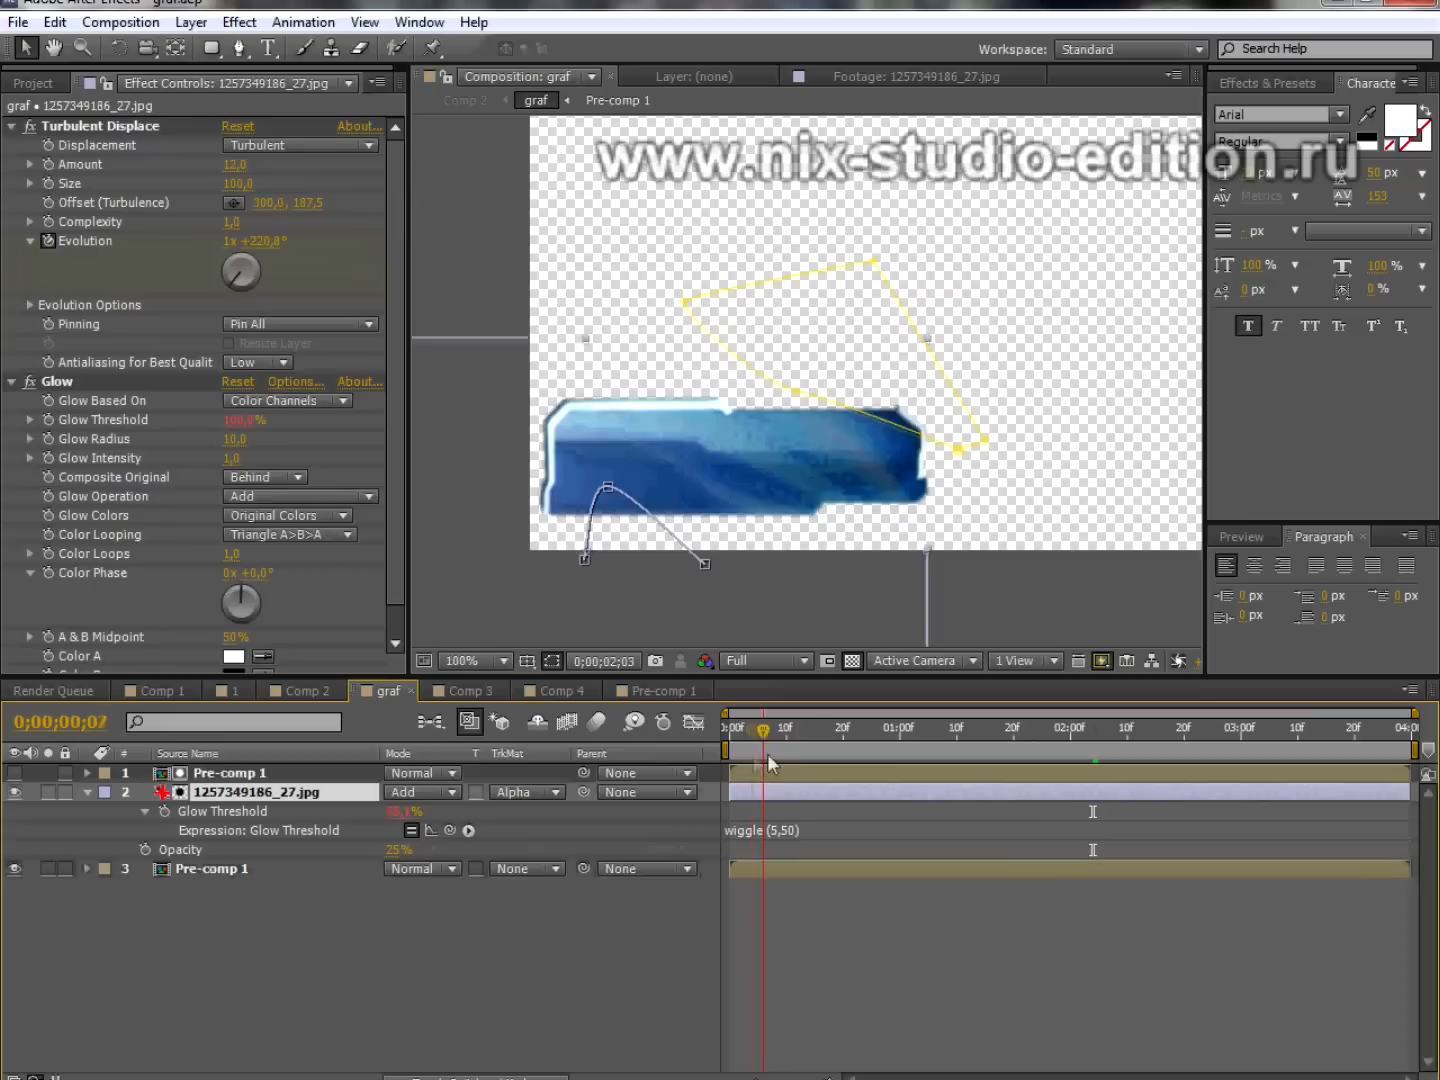 Adobe After Effects - graf.aep
File Edit Composition Layer Effect Animation View Window Help
Workspace: Standard Search Help
Project Effect Controls: 1257349186_27.jpg
graf • 1257349186_27.jpg
fx Turbulent Displace Reset About...
Displacement Turbulent
Amount 12,0
Size 100,0
Offset (Turbulence) 300,0, 187,5
Complexity 1,0
Evolution 1x +220,8°
Evolution Options
Pinning Pin All
Resize Layer
Antialiasing for Best Qualit Low
fx Glow Reset Options... About...
Glow Based On Color Channels
Glow Threshold 100,0%
Glow Radius 10,0
Glow Intensity 1,0
Composite Original Behind
Glow Operation Add
Glow Colors Original Colors
Color Looping Triangle A>B>A
Color Loops 1,0
Color Phase 0x +0,0°
A & B Midpoint 50%
Color A
Composition: graf Layer: (none) Footage: 1257349186_27.jpg
Comp 2 graf Pre-comp 1
www.nix-studio-edition.ru
100% 0;00;02;03 Full Active Camera 1 View
Effects & Presets Characte
Arial
Regular
px 50 px
Metrics 153
- px
100 % 100 %
0 px 0 %
T T TT Tт T¹ T₁
Preview Paragraph
0 px 0 px 0 px
0 px 0 px
Render Queue Comp 1 1 Comp 2 graf Comp 3 Comp 4 Pre-comp 1
0;00;00;07
):00f 10f 20f 01:00f 10f 20f 02:00f 10f 20f 03:00f 10f 20f 04:0(
# Source Name Mode T TrkMat Parent
1 Pre-comp 1 Normal None
2 1257349186_27.jpg Add Alpha None
Glow Threshold %
Expression: Glow Threshold wiggle (5,50)
Opacity 25%
3 Pre-comp 1 Normal None None